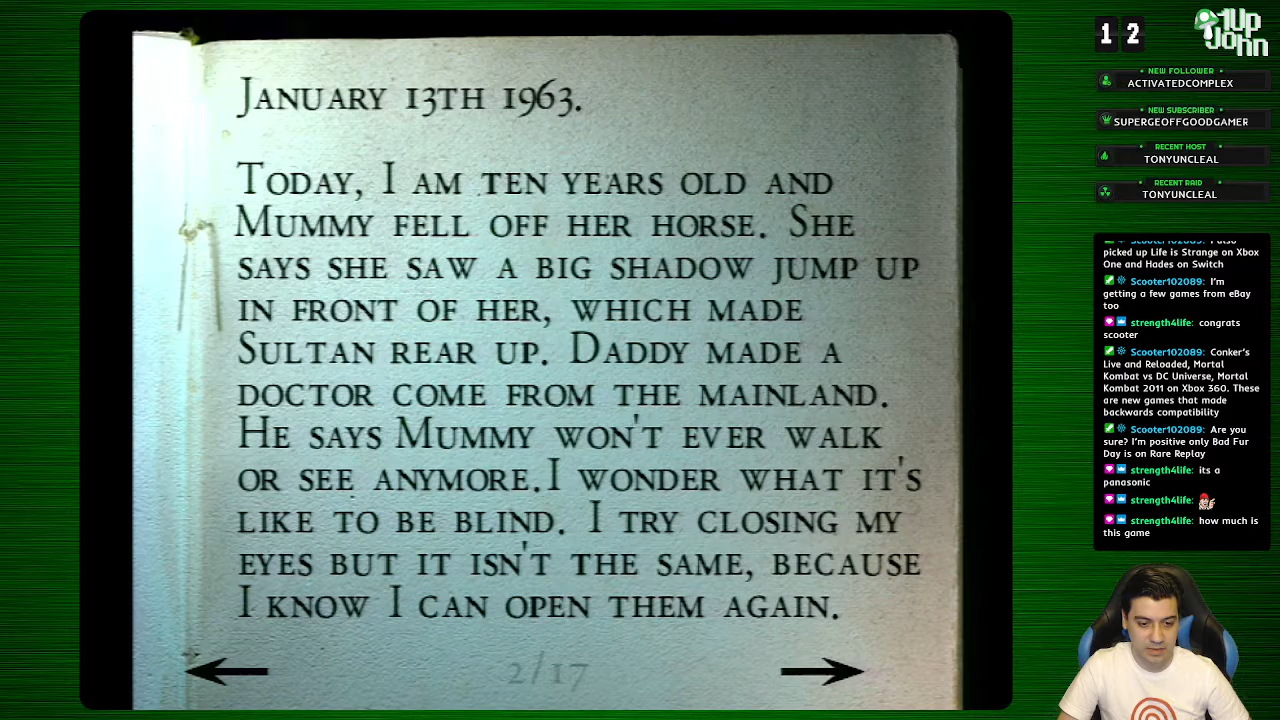 January 13th 1963.
Today, I am ten years old and
Mummy fell off her horse. She
says she saw a big shadow jump up
in front of her, which made
Sultan rear up. Daddy made a
doctor come from the mainland.
He says Mummy won't ever walk
or see anymore. I wonder what it's
like to be blind. I try closing my
eyes but it isn't the same, because
I know I can open them again.
2/17
12
1Up
John
• NEW FOLLOWER •
ACTIVATEDCOMPLEX
• NEW SUBSCRIBER •
SUPERGEOFFGOODGAMER
RECENT HOST
TONYUNCLEAL
RECENT RAID
TONYUNCLEAL
picked up Life is Strange on Xbox
One and Hades on Switch
Scooter102089: I'm
getting a few games from eBay
too
strength4life: congrats
scooter
Scooter102089: Conker's
Live and Reloaded, Mortal
Kombat vs DC Universe, Mortal
Kombat 2011 on Xbox 360. These
are new games that made
backwards compatibility
Scooter102089: Are you
sure? I'm positive only Bad Fur
Day is on Rare Replay
strength4life: its a
panasonic
strength4life:
strength4life: how much is
this game